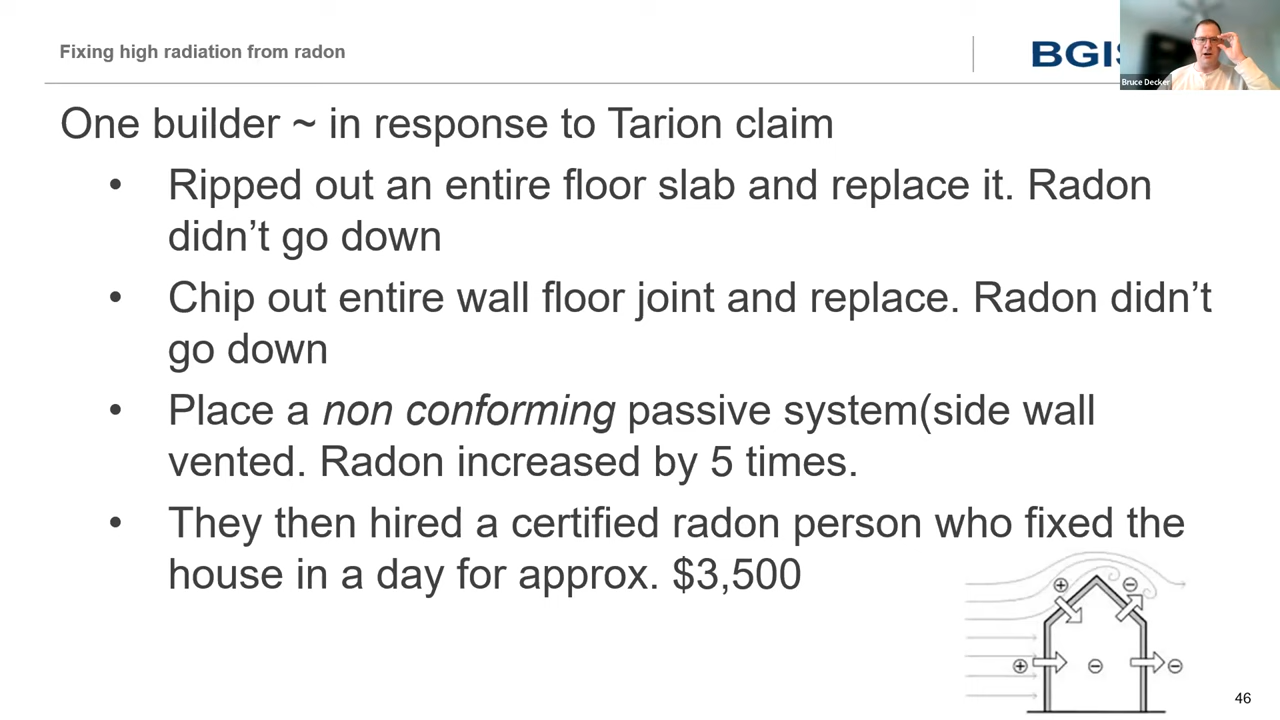 Fixing high radiation from radon
BGIS
Bruce Decker
One builder ~ in response to Tarion claim
• Ripped out an entire floor slab and replace it. Radon
didn’t go down
• Chip out entire wall floor joint and replace. Radon didn’t
go down
• Place a non conforming passive system(side wall
vented. Radon increased by 5 times.
• They then hired a certified radon person who fixed the
house in a day for approx. $3,500
+ −
+ − −
46